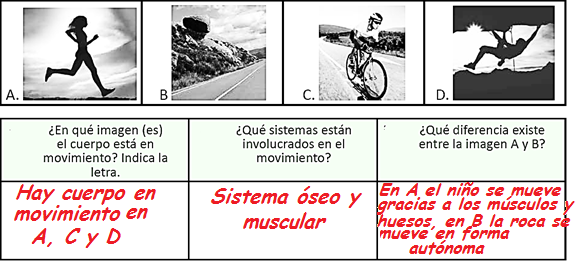 A.
B
C.
D.
¿En qué imagen (es)
el cuerpo está en
movimiento? Indica la
letra.
¿Qué sistemas están
involucrados en el
movimiento?
¿Qué diferencia existe
entre la imagen A y B?
Hay cuerpo en
movimiento en
A, C y D
Sistema óseo y
muscular
En A el niño se mueve
gracias a los músculos y
huesos, en B la roca se
mueve en forma
autónoma